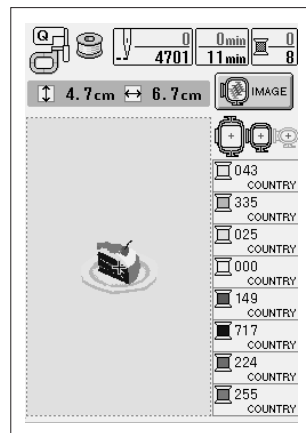 Q
0 0min 0
4701 11min 8
4.7cm 6.7cm IMAGE
043
COUNTRY
335
COUNTRY
025
COUNTRY
000
COUNTRY
149
COUNTRY
717
COUNTRY
224
COUNTRY
255
COUNTRY